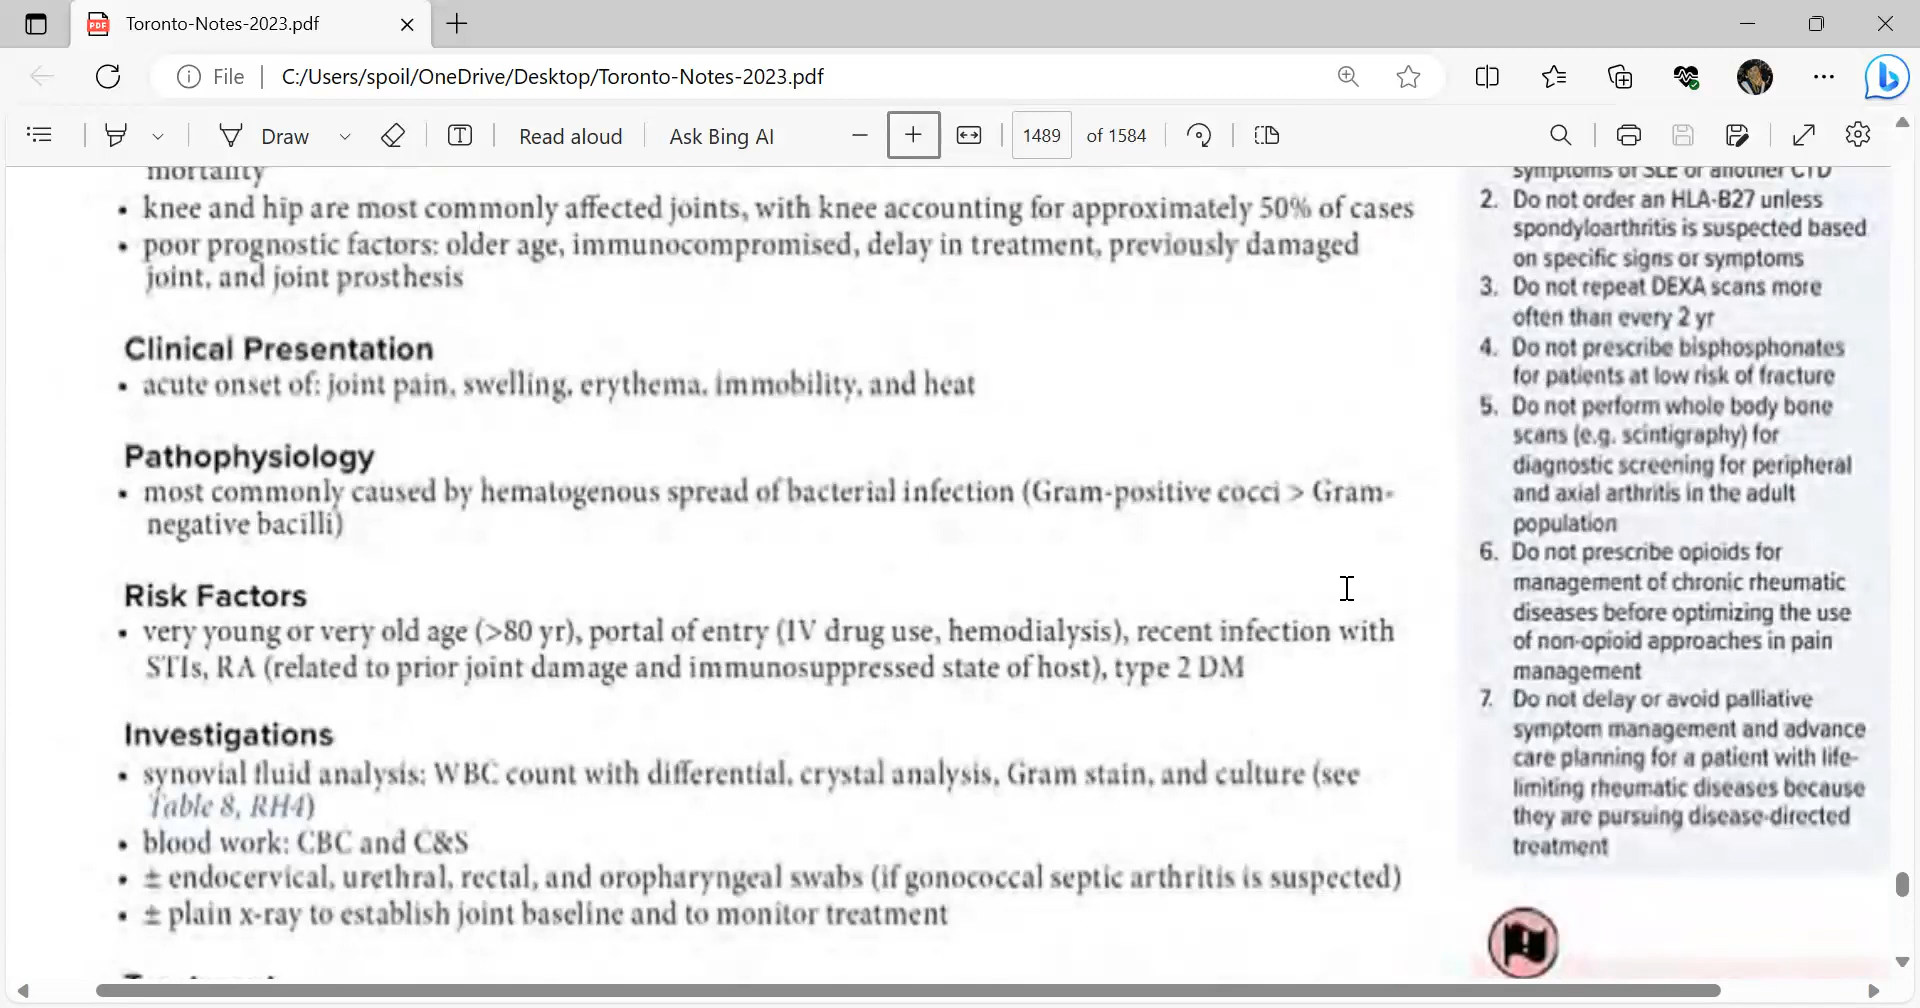 Toronto-Notes-2023.pdf
File
C:/Users/spoil/OneDrive/Desktop/Toronto-Notes-2023.pdf
Draw
Read aloud
Ask Bing AI
1489 of 1584
mortality
• knee and hip are most commonly affected joints, with knee accounting for approximately 50% of cases
• poor prognostic factors: older age, immunocompromised, delay in treatment, previously damaged
joint, and joint prosthesis
Clinical Presentation
• acute onset of: joint pain, swelling, erythema, immobility, and heat
Pathophysiology
• most commonly caused by hematogenous spread of bacterial infection (Gram-positive cocci > Gram-
negative bacilli)
Risk Factors
• very young or very old age (>80 yr), portal of entry (IV drug use, hemodialysis), recent infection with
STIs, RA (related to prior joint damage and immunosuppressed state of host), type 2 DM
Investigations
• synovial fluid analysis: WBC count with differential, crystal analysis, Gram stain, and culture (see
Table 8, RH4)
• blood work: CBC and C&S
• ± endocervical, urethral, rectal, and oropharyngeal swabs (if gonococcal septic arthritis is suspected)
• ± plain x-ray to establish joint baseline and to monitor treatment
symptoms of SLE or another CTD
2. Do not order an HLA-B27 unless
spondyloarthritis is suspected based
on specific signs or symptoms
3. Do not repeat DEXA scans more
often than every 2 yr
4. Do not prescribe bisphosphonates
for patients at low risk of fracture
5. Do not perform whole body bone
scans (e.g. scintigraphy) for
diagnostic screening for peripheral
and axial arthritis in the adult
population
6. Do not prescribe opioids for
management of chronic rheumatic
diseases before optimizing the use
of non-opioid approaches in pain
management
7. Do not delay or avoid palliative
symptom management and advance
care planning for a patient with life-
limiting rheumatic diseases because
they are pursuing disease-directed
treatment